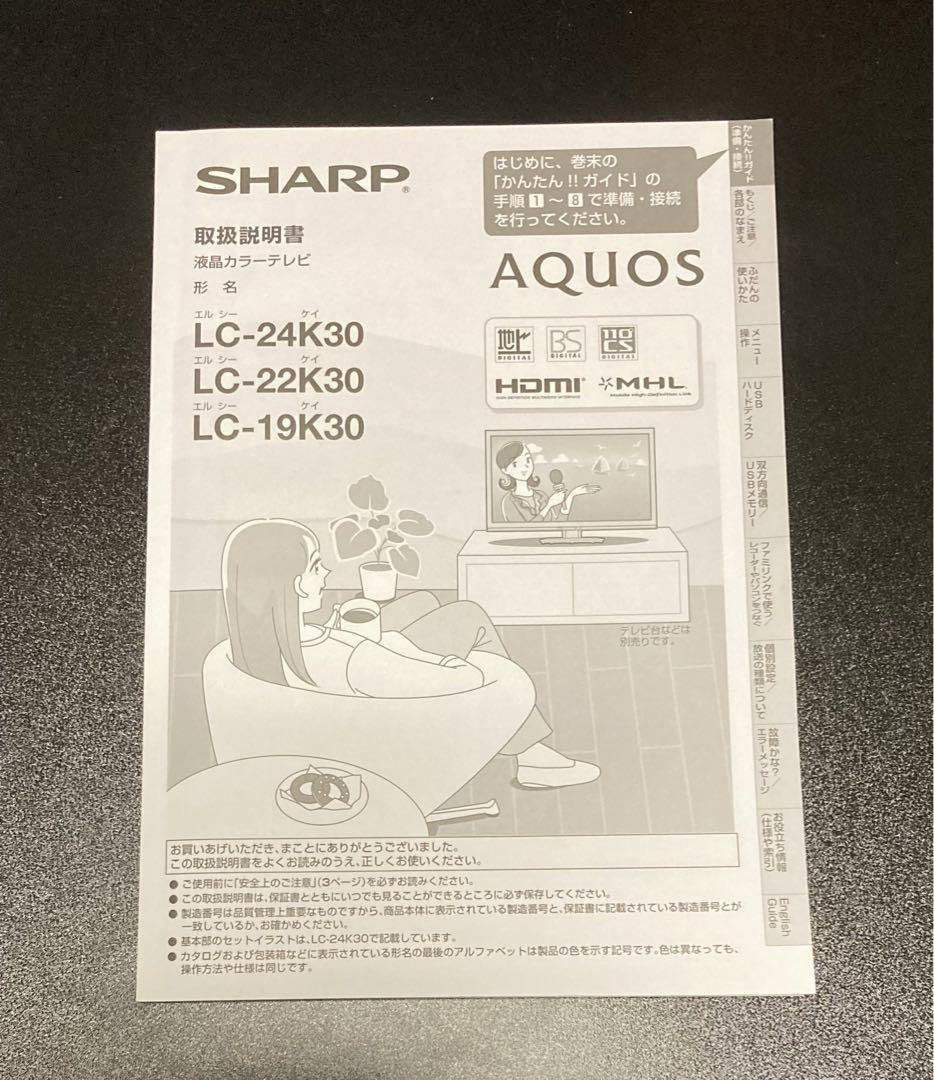 SHARP®
取扱説明書
液晶カラーテレビ
形 名
エル シー ケイ
LC-24K30
エル シー ケイ
LC-22K30
エル シー ケイ
LC-19K30
はじめに、巻末の
「かんたん!!ガイド」の
手順1～8で準備・接続
を行ってください。
AQUOS
地上
DIGITAL
BS
DIGITAL
110
CS
DIGITAL
HDMI®
HIGH-DEFINITION MULTIMEDIA INTERFACE
MHL
Mobile High-Definition Link
テレビ台などは
別売りです。
お買いあげいただき、まことにありがとうございました。
この取扱説明書をよくお読みのうえ、正しくお使いください。
● ご使用前に「安全上のご注意」(3ページ)を必ずお読みください。
● この取扱説明書は、保証書とともにいつでも見ることができるところに必ず保存してください。
● 製造番号は品質管理上重要なものですから、商品本体に表示されている製造番号と、保証書に記載されている製造番号とが
一致しているか、お確かめください。
● 基本部のセットイラストは、LC-24K30で記載しています。
● カタログおよび包装箱などに表示されている形名の最後のアルファベットは製品の色を示す記号です。色は異なっても、
操作方法や仕様は同じです。
かんたん!!ガイド
(準備・接続)
もくじ/ご注意/
各部のなまえ
ふだんの
使いかた
メニュー
操作
USB
ハードディスク
双方向通信/
USBメモリー
ファミリンクで使う/
レコーダーやパソコンをつなぐ
個別設定/
放送の種類について
故障かな?/
エラーメッセージ
お役立ち情報
(仕様や索引)
English
Guide